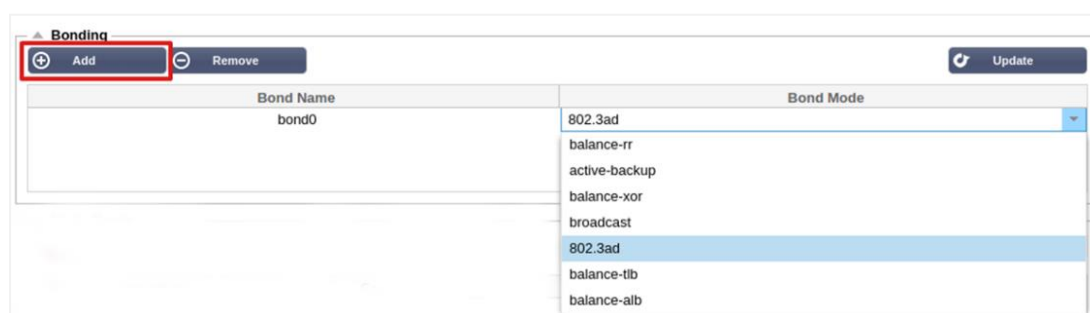 Bonding
Add Remove Update
Bond Name Bond Mode
bond0 802.3ad
balance-rr
active-backup
balance-xor
broadcast
802.3ad
balance-tlb
balance-alb